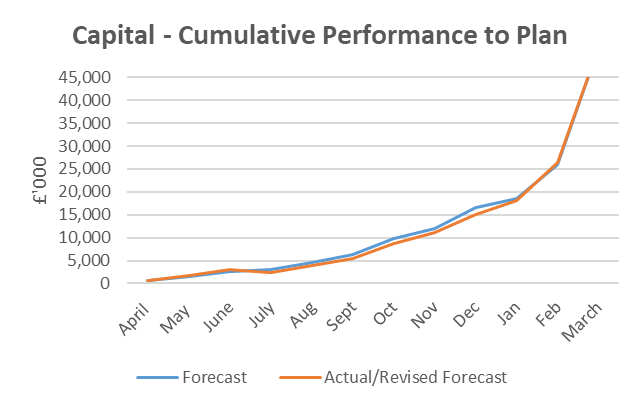 Capital - Cumulative Performance to Plan
£'000
45,000
40,000
35,000
30,000
25,000
20,000
15,000
10,000
5,000
0
April
May
June
July
Aug
Sept
Oct
Nov
Dec
Jan
Feb
March
Forecast
Actual/Revised Forecast